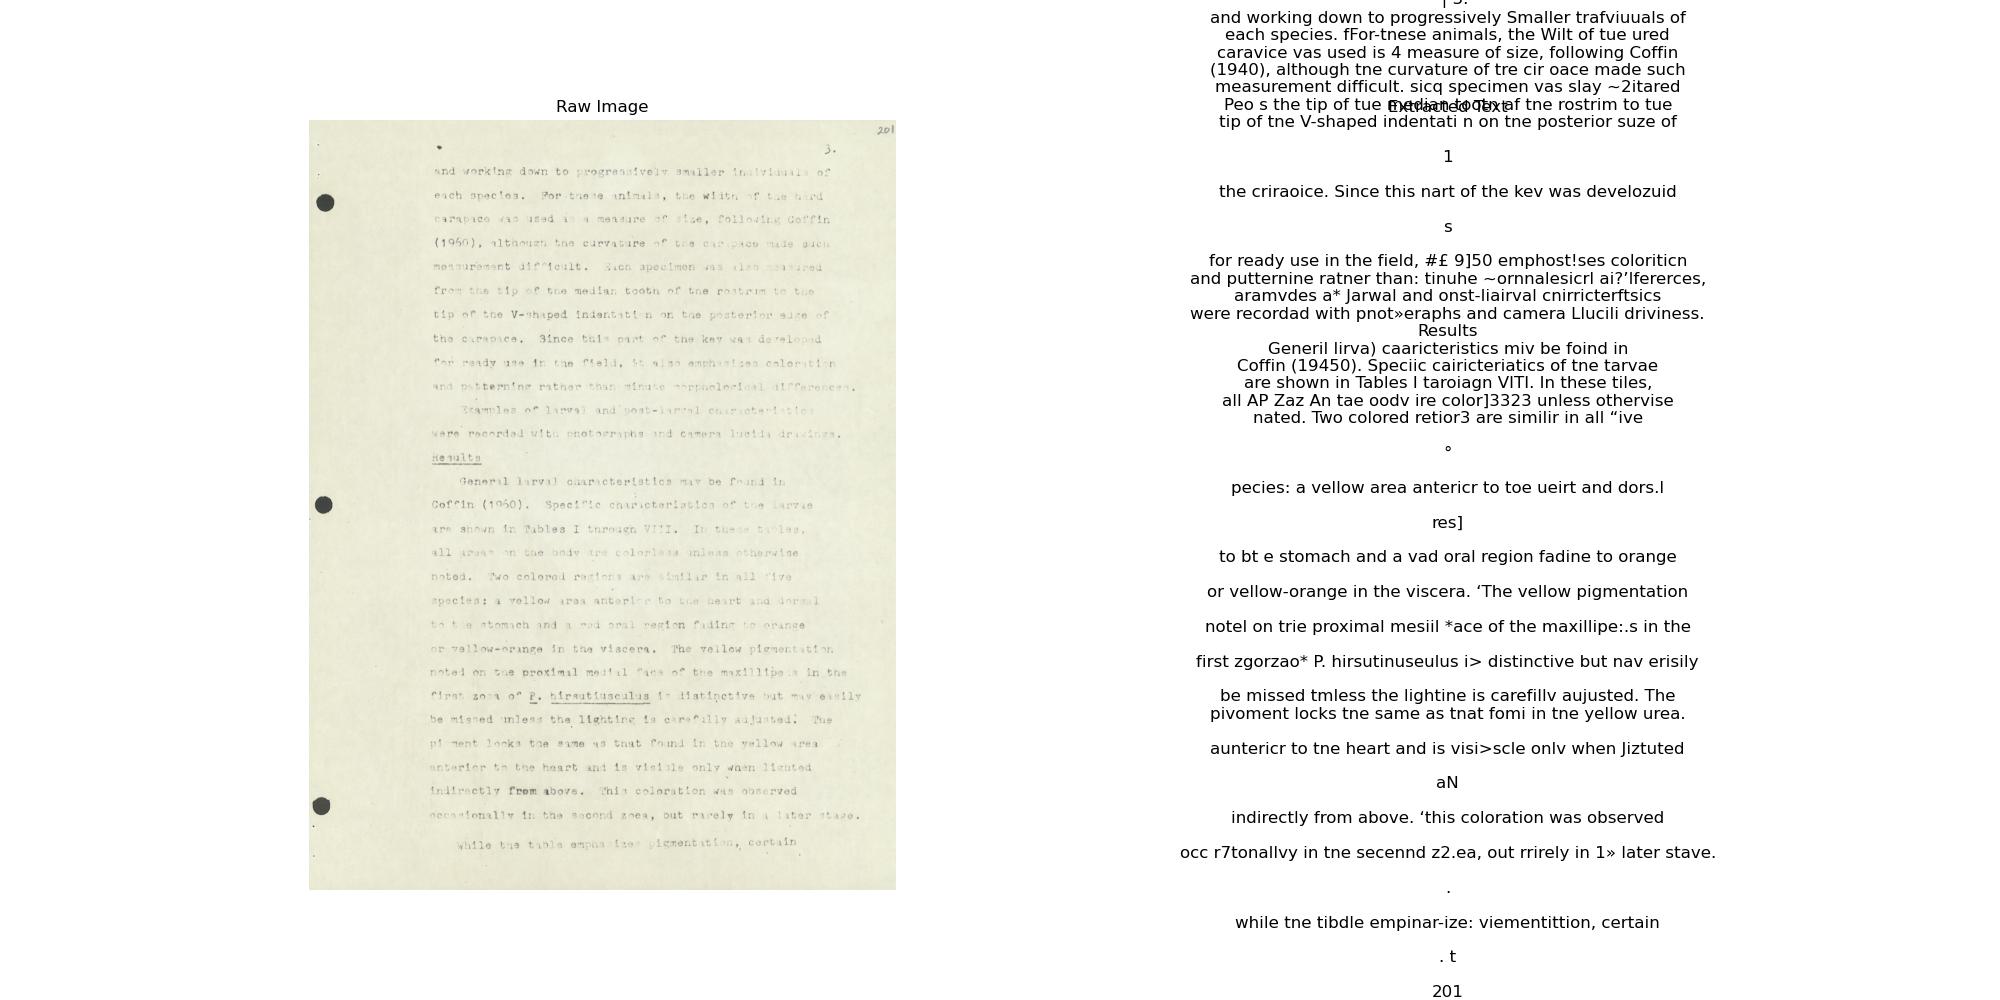 Raw Image
201
3.
and working down to progressively smaller individuals of
each species. For these animals, the width of the hard
carapace was used as a measure of size, following Coffin
(1960), although the curvature of the carapace made such
measurement difficult. Each specimen was also measured
from the tip of the median tooth of the rostrum to the
tip of the V-shaped indentati n on the posterior edge of
the carapace. Since this part of the key was developed
for ready use in the field, it also emphasizes coloration
and patterning rather than minute morphological differences.
Examples of larval and post-larval characteristics
were recorded with photographs and camera lucida drawings.
Results
General larval characteristics may be found in
Coffin (1960). Specific characteristics of the larvae
are shown in Tables I through VIII. In these tables,
all areas on the body are colorless unless otherwise
noted. Two colored regions are similar in all five
species: a yellow area anterior to the heart and dorsal
to the stomach and a red oral region fading to orange
or yellow-orange in the viscera. The yellow pigmentation
noted on the proximal medial face of the maxillipeds in the
first zoea of P. hirsutiusculus is distinctive but may easily
be missed unless the lighting is carefully adjusted. The
pigment looks the same as that found in the yellow area
anterior to the heart and is visible only when lighted
indirectly from above. This coloration was observed
occasionally in the second zoea, but rarely in a later stage.
While the table emphasizes pigmentation, certain
and working down to progressively Smaller trafviuuals of
each species. fFor-tnese animals, the Wilt of tue ured
caravice vas used is 4 measure of size, following Coffin
(1940), although tne curvature of tre cir oace made such
measurement difficult. sicq specimen vas slay ~2itared
Peo s the tip of tue median tootn af tne rostrim to tue
Extracted Text
tip of tne V-shaped indentati n on tne posterior suze of
1
the criraoice. Since this nart of the kev was develozuid
s
for ready use in the field, #£ 9]50 emphost!ses coloriticn
and putternine ratner than: tinuhe ~ornnalesicrl ai?’lfererces,
aramvdes a* Jarwal and onst-liairval cnirricterftsics
were recordad with pnot»eraphs and camera Llucili driviness.
Results
Generil lirva) caaricteristics miv be foind in
Coffin (19450). Speciic cairicteriatics of the tarvae
are shown in Tables I taroiagn VITI. In these tiles,
all AP Zaz An tae oodv ire color]3323 unless othervise
nated. Two colored retior3 are similir in all “ive
°
pecies: a vellow area antericr to toe ueirt and dors.l
res]
to bt e stomach and a vad oral region fadine to orange
or vellow-orange in the viscera. ‘The vellow pigmentation
notel on trie proximal mesiil *ace of the maxillipe:.s in the
first zgorzao* P. hirsutinuseulus i> distinctive but nav erisily
be missed tmless the lightine is carefillv aujusted. The
pivoment locks tne same as tnat fomi in tne yellow urea.
auntericr to tne heart and is visi>scle onlv when Jiztuted
aN
indirectly from above. ‘this coloration was observed
occ r7tonallvy in tne secennd z2.ea, out rrirely in 1» later stave.
.
while tne tibdle empinar-ize: viementittion, certain
. t
201